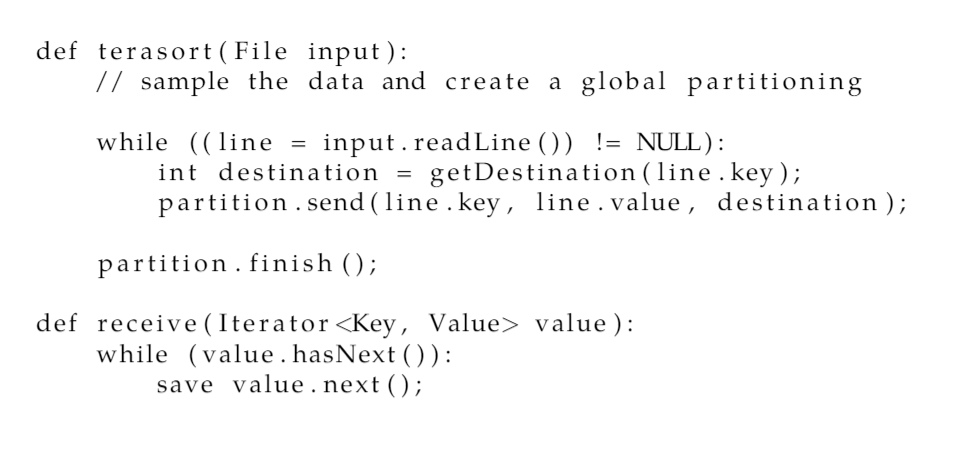 def terasort(File input):
    // sample the data and create a global partitioning

    while ((line = input.readLine()) != NULL):
        int destination = getDestination(line.key);
        partition.send(line.key, line.value, destination);

    partition.finish();

def receive(Iterator<Key, Value> value):
    while (value.hasNext()):
        save value.next();